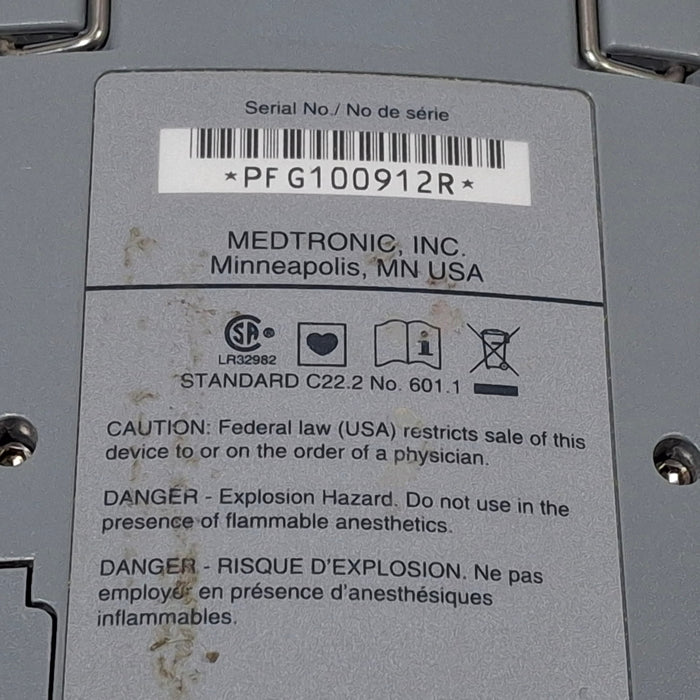 Serial No./ No de série
*PFG100912R*
MEDTRONIC, INC.
Minneapolis, MN USA
SA
LR32982
i
STANDARD C22.2 No. 601.1
CAUTION: Federal law (USA) restricts sale of this
device to or on the order of a physician.
DANGER - Explosion Hazard. Do not use in the
presence of flammable anesthetics.
DANGER - RISQUE D'EXPLOSION. Ne pas
employer en présence d'anesthésiques
inflammables.